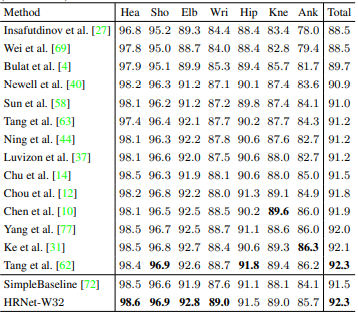 Method Hea Sho Elb Wri Hip Kne Ank Total
Insafutdinov et al. [27] 96.8 95.2 89.3 84.4 88.4 83.4 78.0 88.5
Wei et al. [69] 97.8 95.0 88.7 84.0 88.4 82.8 79.4 88.5
Bulat et al. [4] 97.9 95.1 89.9 85.3 89.4 85.7 81.7 89.7
Newell et al. [40] 98.2 96.3 91.2 87.1 90.1 87.4 83.6 90.9
Sun et al. [58] 98.1 96.2 91.2 87.2 89.8 87.4 84.1 91.0
Tang et al. [63] 97.4 96.4 92.1 87.7 90.2 87.7 84.3 91.2
Ning et al. [44] 98.1 96.3 92.2 87.8 90.6 87.6 82.7 91.2
Luvizon et al. [37] 98.1 96.6 92.0 87.5 90.6 88.0 82.7 91.2
Chu et al. [14] 98.5 96.3 91.9 88.1 90.6 88.0 85.0 91.5
Chou et al. [12] 98.2 96.8 92.2 88.0 91.3 89.1 84.9 91.8
Chen et al. [10] 98.1 96.5 92.5 88.5 90.2 89.6 86.0 91.9
Yang et al. [77] 98.5 96.7 92.5 88.7 91.1 88.6 86.0 92.0
Ke et al. [31] 98.5 96.8 92.7 88.4 90.6 89.3 86.3 92.1
Tang et al. [62] 98.4 96.9 92.6 88.7 91.8 89.4 86.2 92.3
SimpleBaseline [72] 98.5 96.6 91.9 87.6 91.1 88.1 84.1 91.5
HRNet-W32 98.6 96.9 92.8 89.0 91.5 89.0 85.7 92.3